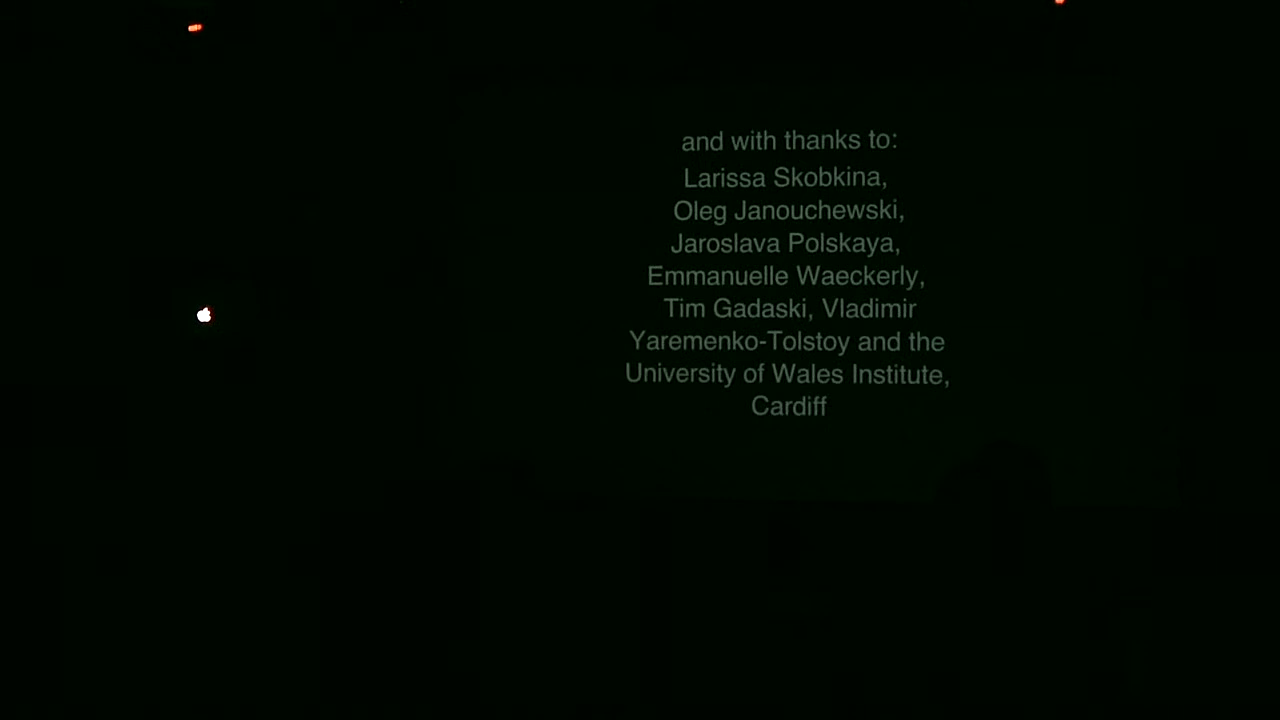 and with thanks to:
Larissa Skobkina,
Oleg Janouchewski,
Jaroslava Polskaya,
Emmanuelle Waeckerly,
Tim Gadaski, Vladimir
Yaremenko-Tolstoy and the
University of Wales Institute,
Cardiff